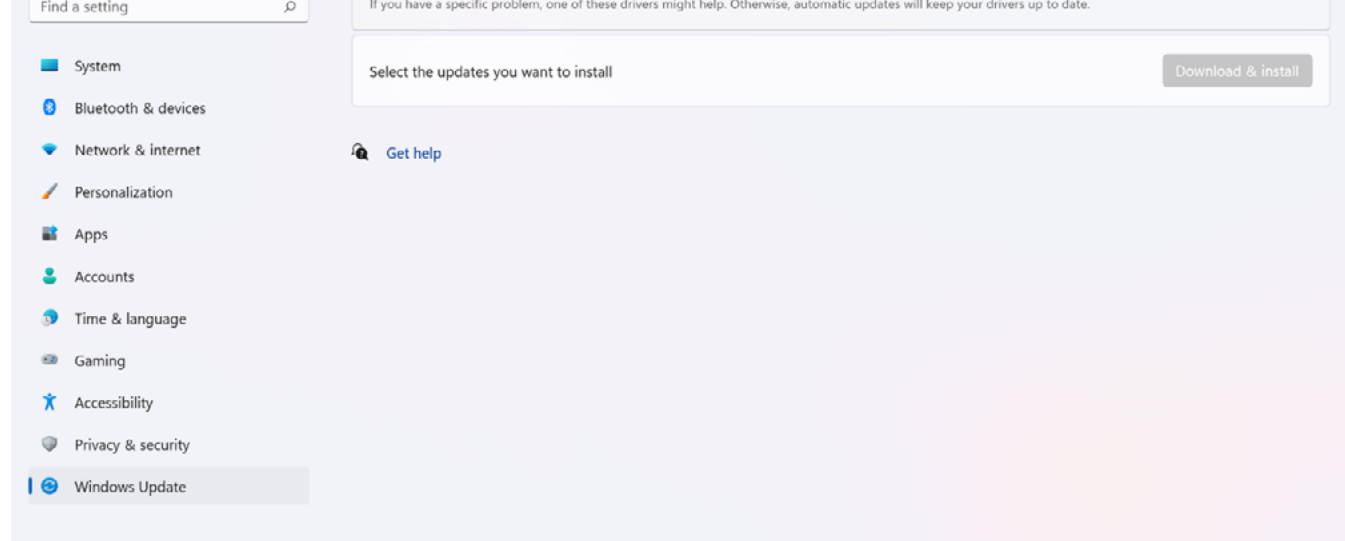 Find a setting
If you have a specific problem, one of these drivers might help. Otherwise, automatic updates will keep your drivers up to date.
System
Select the updates you want to install
Download & install
Bluetooth & devices
Network & internet
Get help
Personalization
Apps
Accounts
Time & language
Gaming
Accessibility
Privacy & security
Windows Update